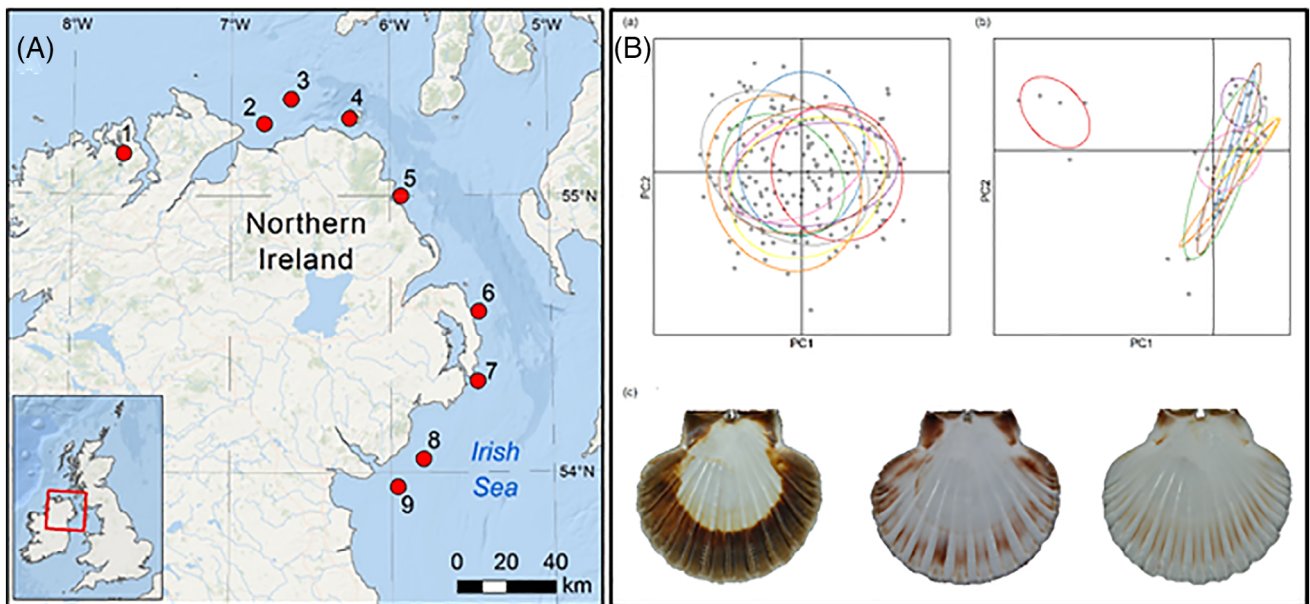 (A)
8°W
7°W
6°W
5°W
3
4
2
1
55°N
5
Northern
Ireland
6
7
8
Irish
Sea
54°N
9
0 20 40
km
(B)
(a)
(b)
PC2
PC1
PC2
PC1
(c)